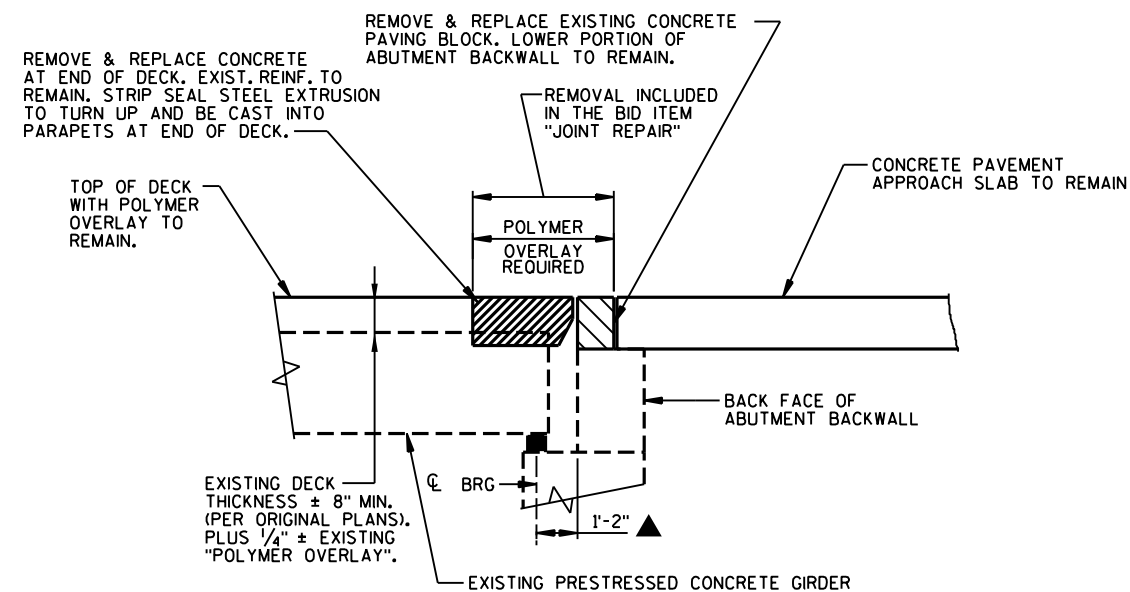 REMOVE & REPLACE EXISTING CONCRETE
PAVING BLOCK. LOWER PORTION OF
ABUTMENT BACKWALL TO REMAIN.
REMOVE & REPLACE CONCRETE
AT END OF DECK. EXIST. REINF. TO
REMAIN. STRIP SEAL STEEL EXTRUSION
TO TURN UP AND BE CAST INTO
PARAPETS AT END OF DECK.
REMOVAL INCLUDED
IN THE BID ITEM
"JOINT REPAIR"
CONCRETE PAVEMENT
APPROACH SLAB TO REMAIN
TOP OF DECK
WITH POLYMER
OVERLAY TO
REMAIN.
POLYMER
OVERLAY
REQUIRED
BACK FACE OF
ABUTMENT BACKWALL
EXISTING DECK
THICKNESS ± 8" MIN.
(PER ORIGINAL PLANS).
PLUS 1/4" ± EXISTING
"POLYMER OVERLAY".
℄ BRG
1'-2"
EXISTING PRESTRESSED CONCRETE GIRDER